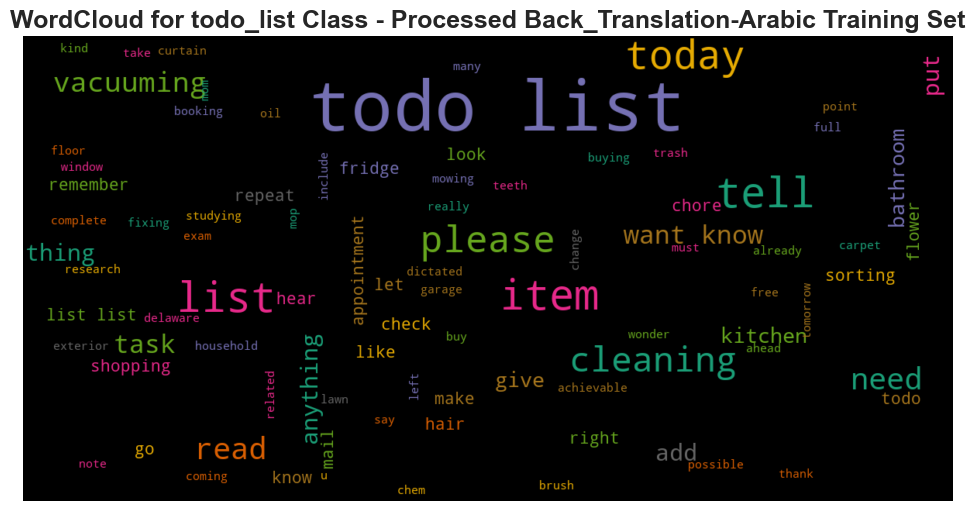 WordCloud for todo_list Class - Processed Back_Translation-Arabic Training Set
kind
take
curtain
many
today
put
vacuuming
mom
booking
oil
todo list
point
full
floor
window
remember
include
fridge
look
mowing
teeth
buying
trash
bathroom
repeat
really
chore
tell
flower
complete
fixing
studying
exam
mop
appointment
please
change
want know
must
already
carpet
thing
research
dictated
garage
let
item
sorting
list
hear
free
tomorrow
list list
delaware
check
buy
wonder
kitchen
ahead
exterior
task
household
anything
like
cleaning
shopping
related
lawn
left
make
give
achievable
need
todo
say
hair
go
read
mail
right
add
note
coming
know
u
possible
thank
chem
brush